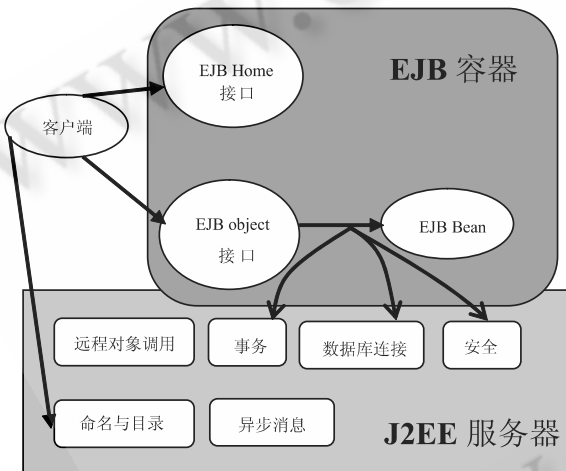 EJB Home
接口
EJB 容器
客户端
EJB object
接 口
EJB Bean
远程对象调用
事务
数据库连接
安全
命名与目录
异步消息
J2EE 服务器